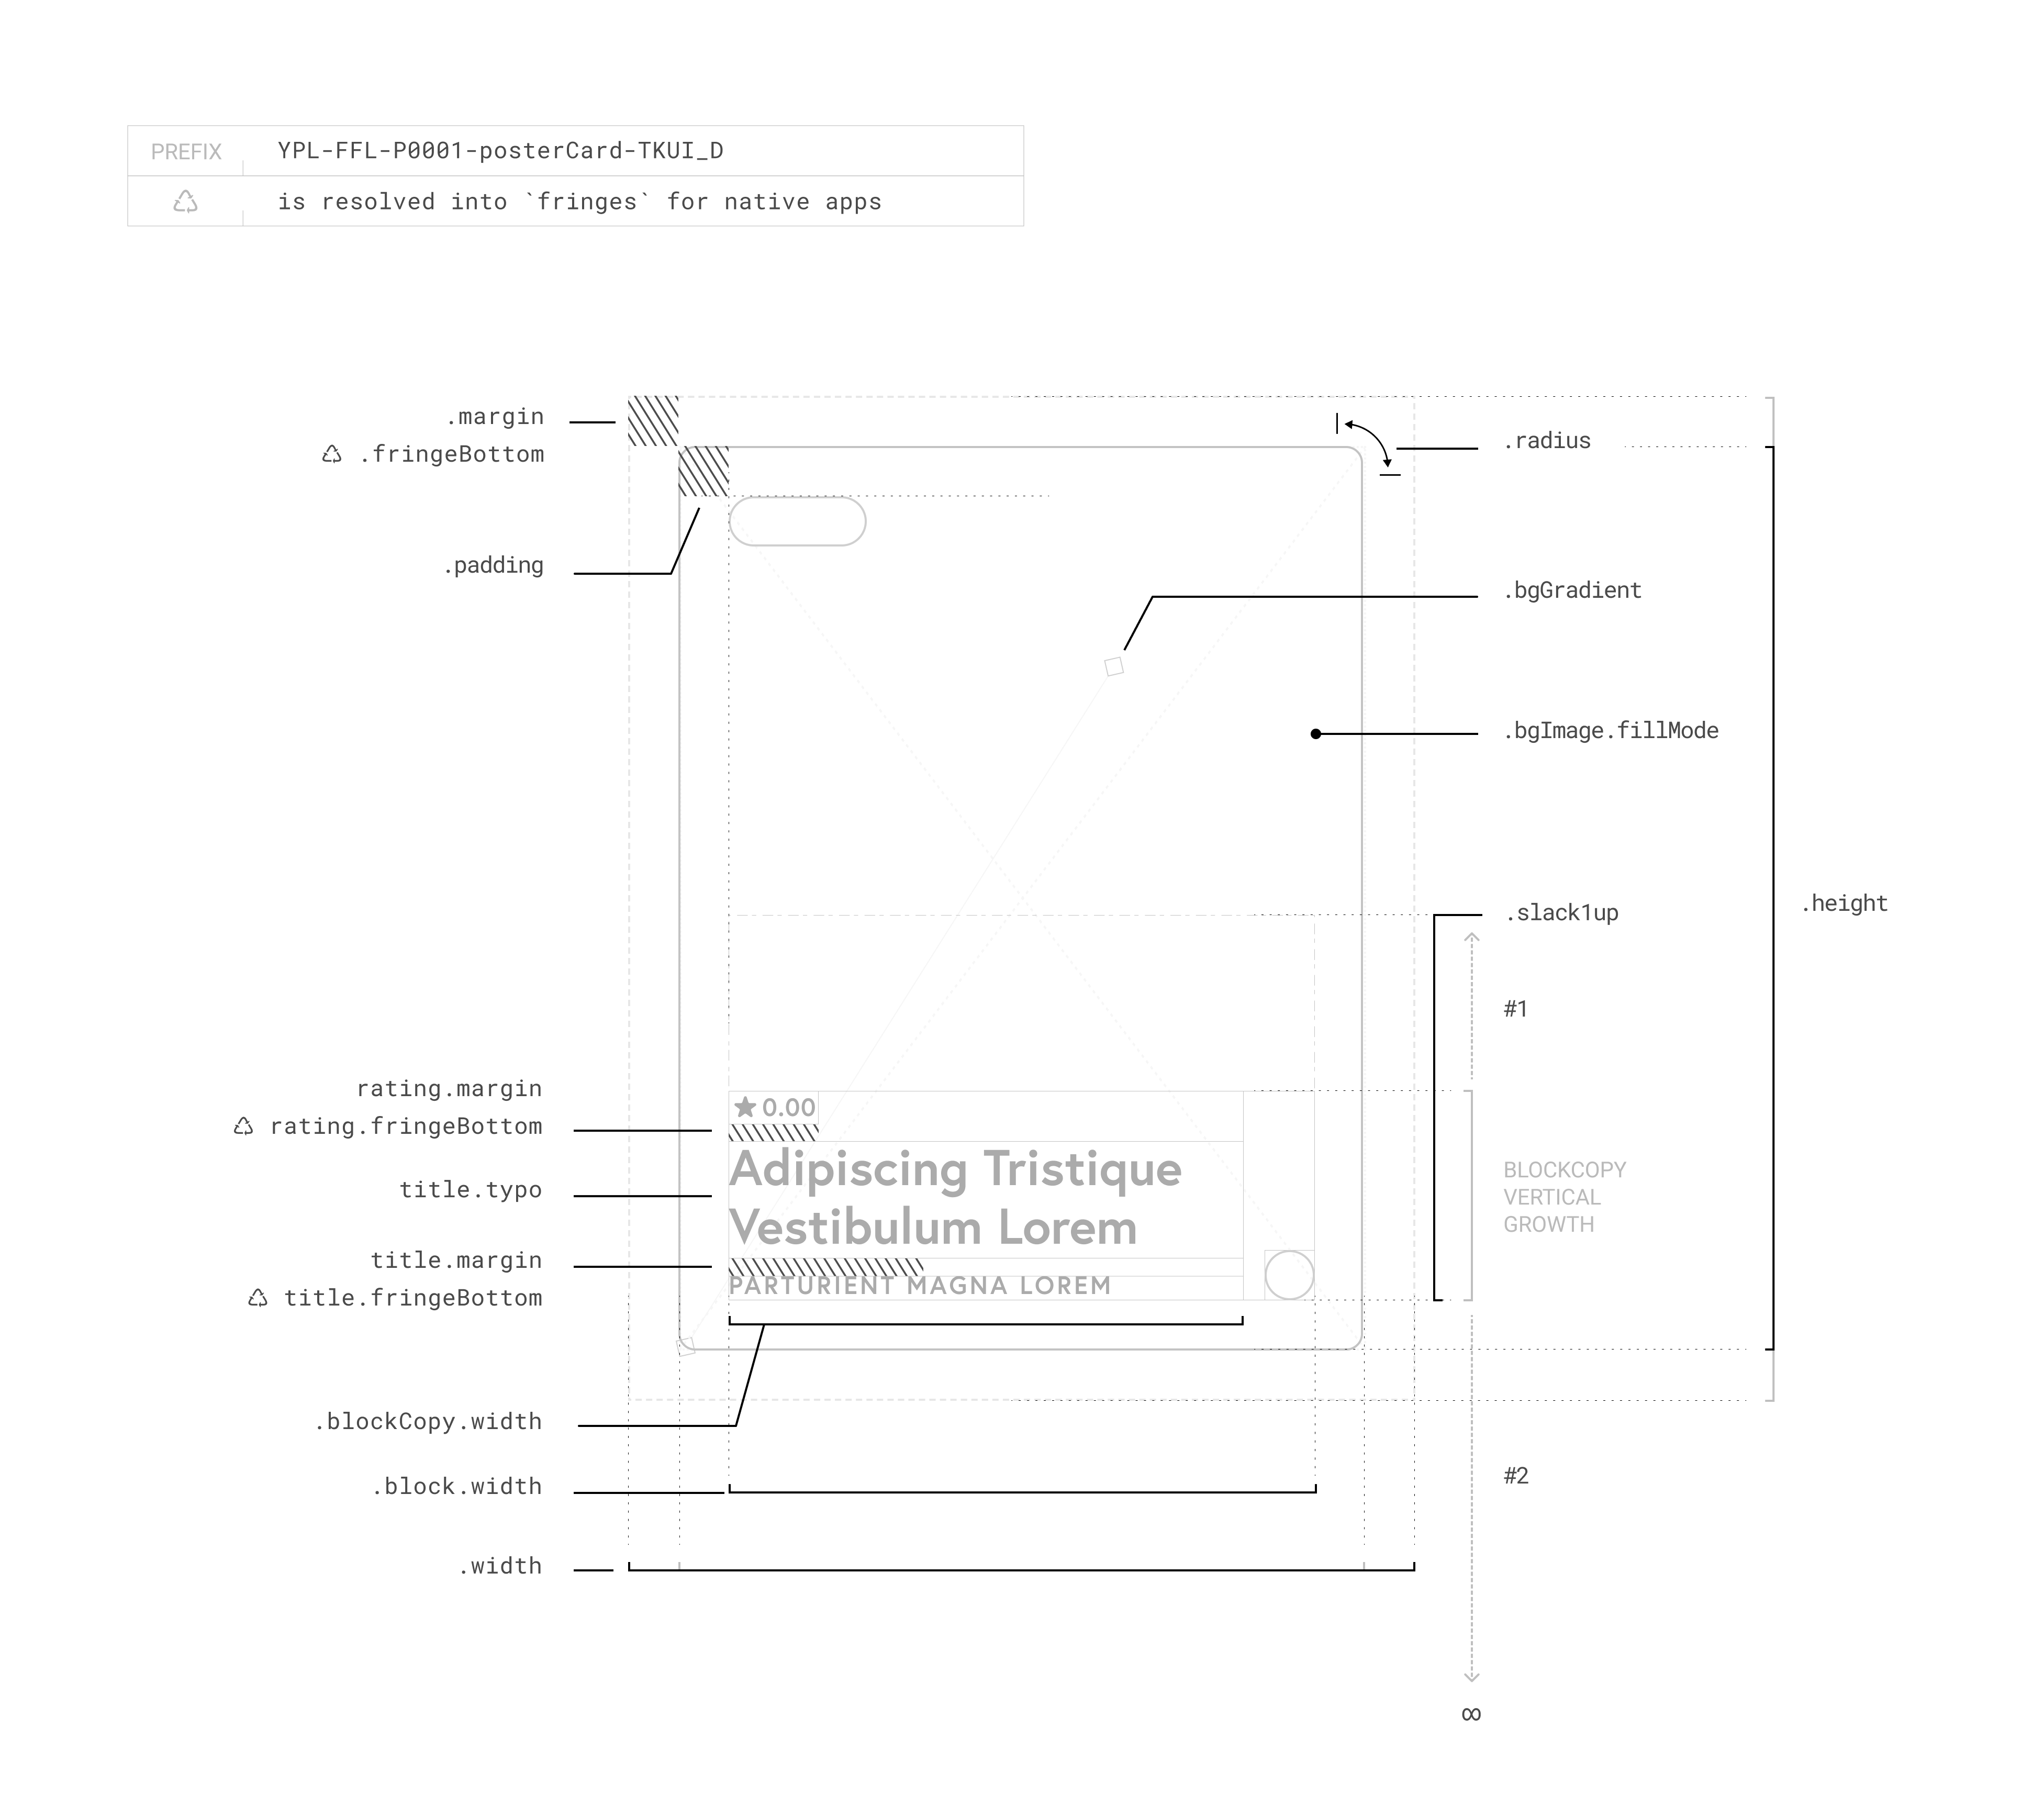 PREFIX YPL-FFL-P0001-posterCard-TKUI_D
is resolved into `fringes` for native apps
.margin
.fringeBottom
.radius
.padding
.bgGradient
.bgImage.fillMode
.slack1up
.height
#1
rating.margin
rating.fringeBottom
title.typo
title.margin
title.fringeBottom
0.00
Adipiscing Tristique
Vestibulum Lorem
PARTURIENT MAGNA LOREM
BLOCKCOPY
VERTICAL
GROWTH
.blockCopy.width
.block.width
.width
#2
∞